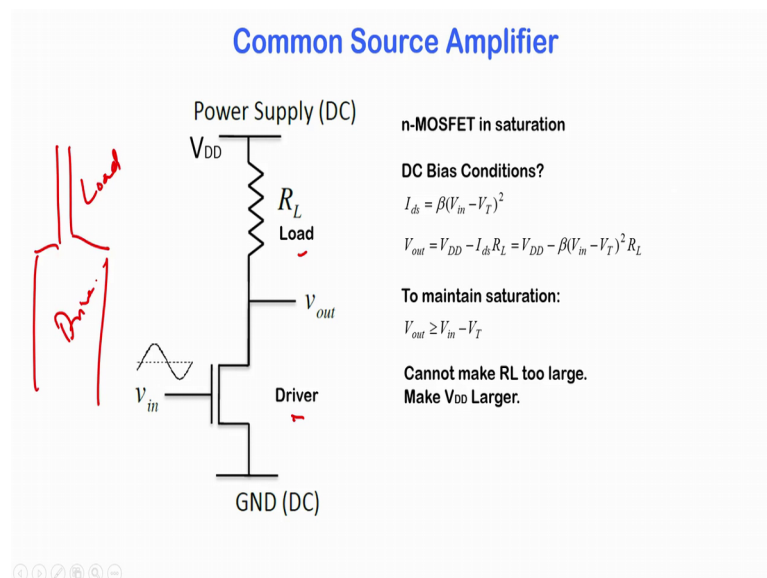 Common Source Amplifier
Power Supply (DC)
VDD
RL
Load
vout
vin
Driver
GND (DC)
n-MOSFET in saturation
DC Bias Conditions?
Ids = β(Vin −VT)²
Vout = VDD − IdsRL = VDD − β(Vin −VT)² RL
To maintain saturation:
Vout ≥ Vin −VT
Cannot make RL too large.
Make VDD Larger.
Load